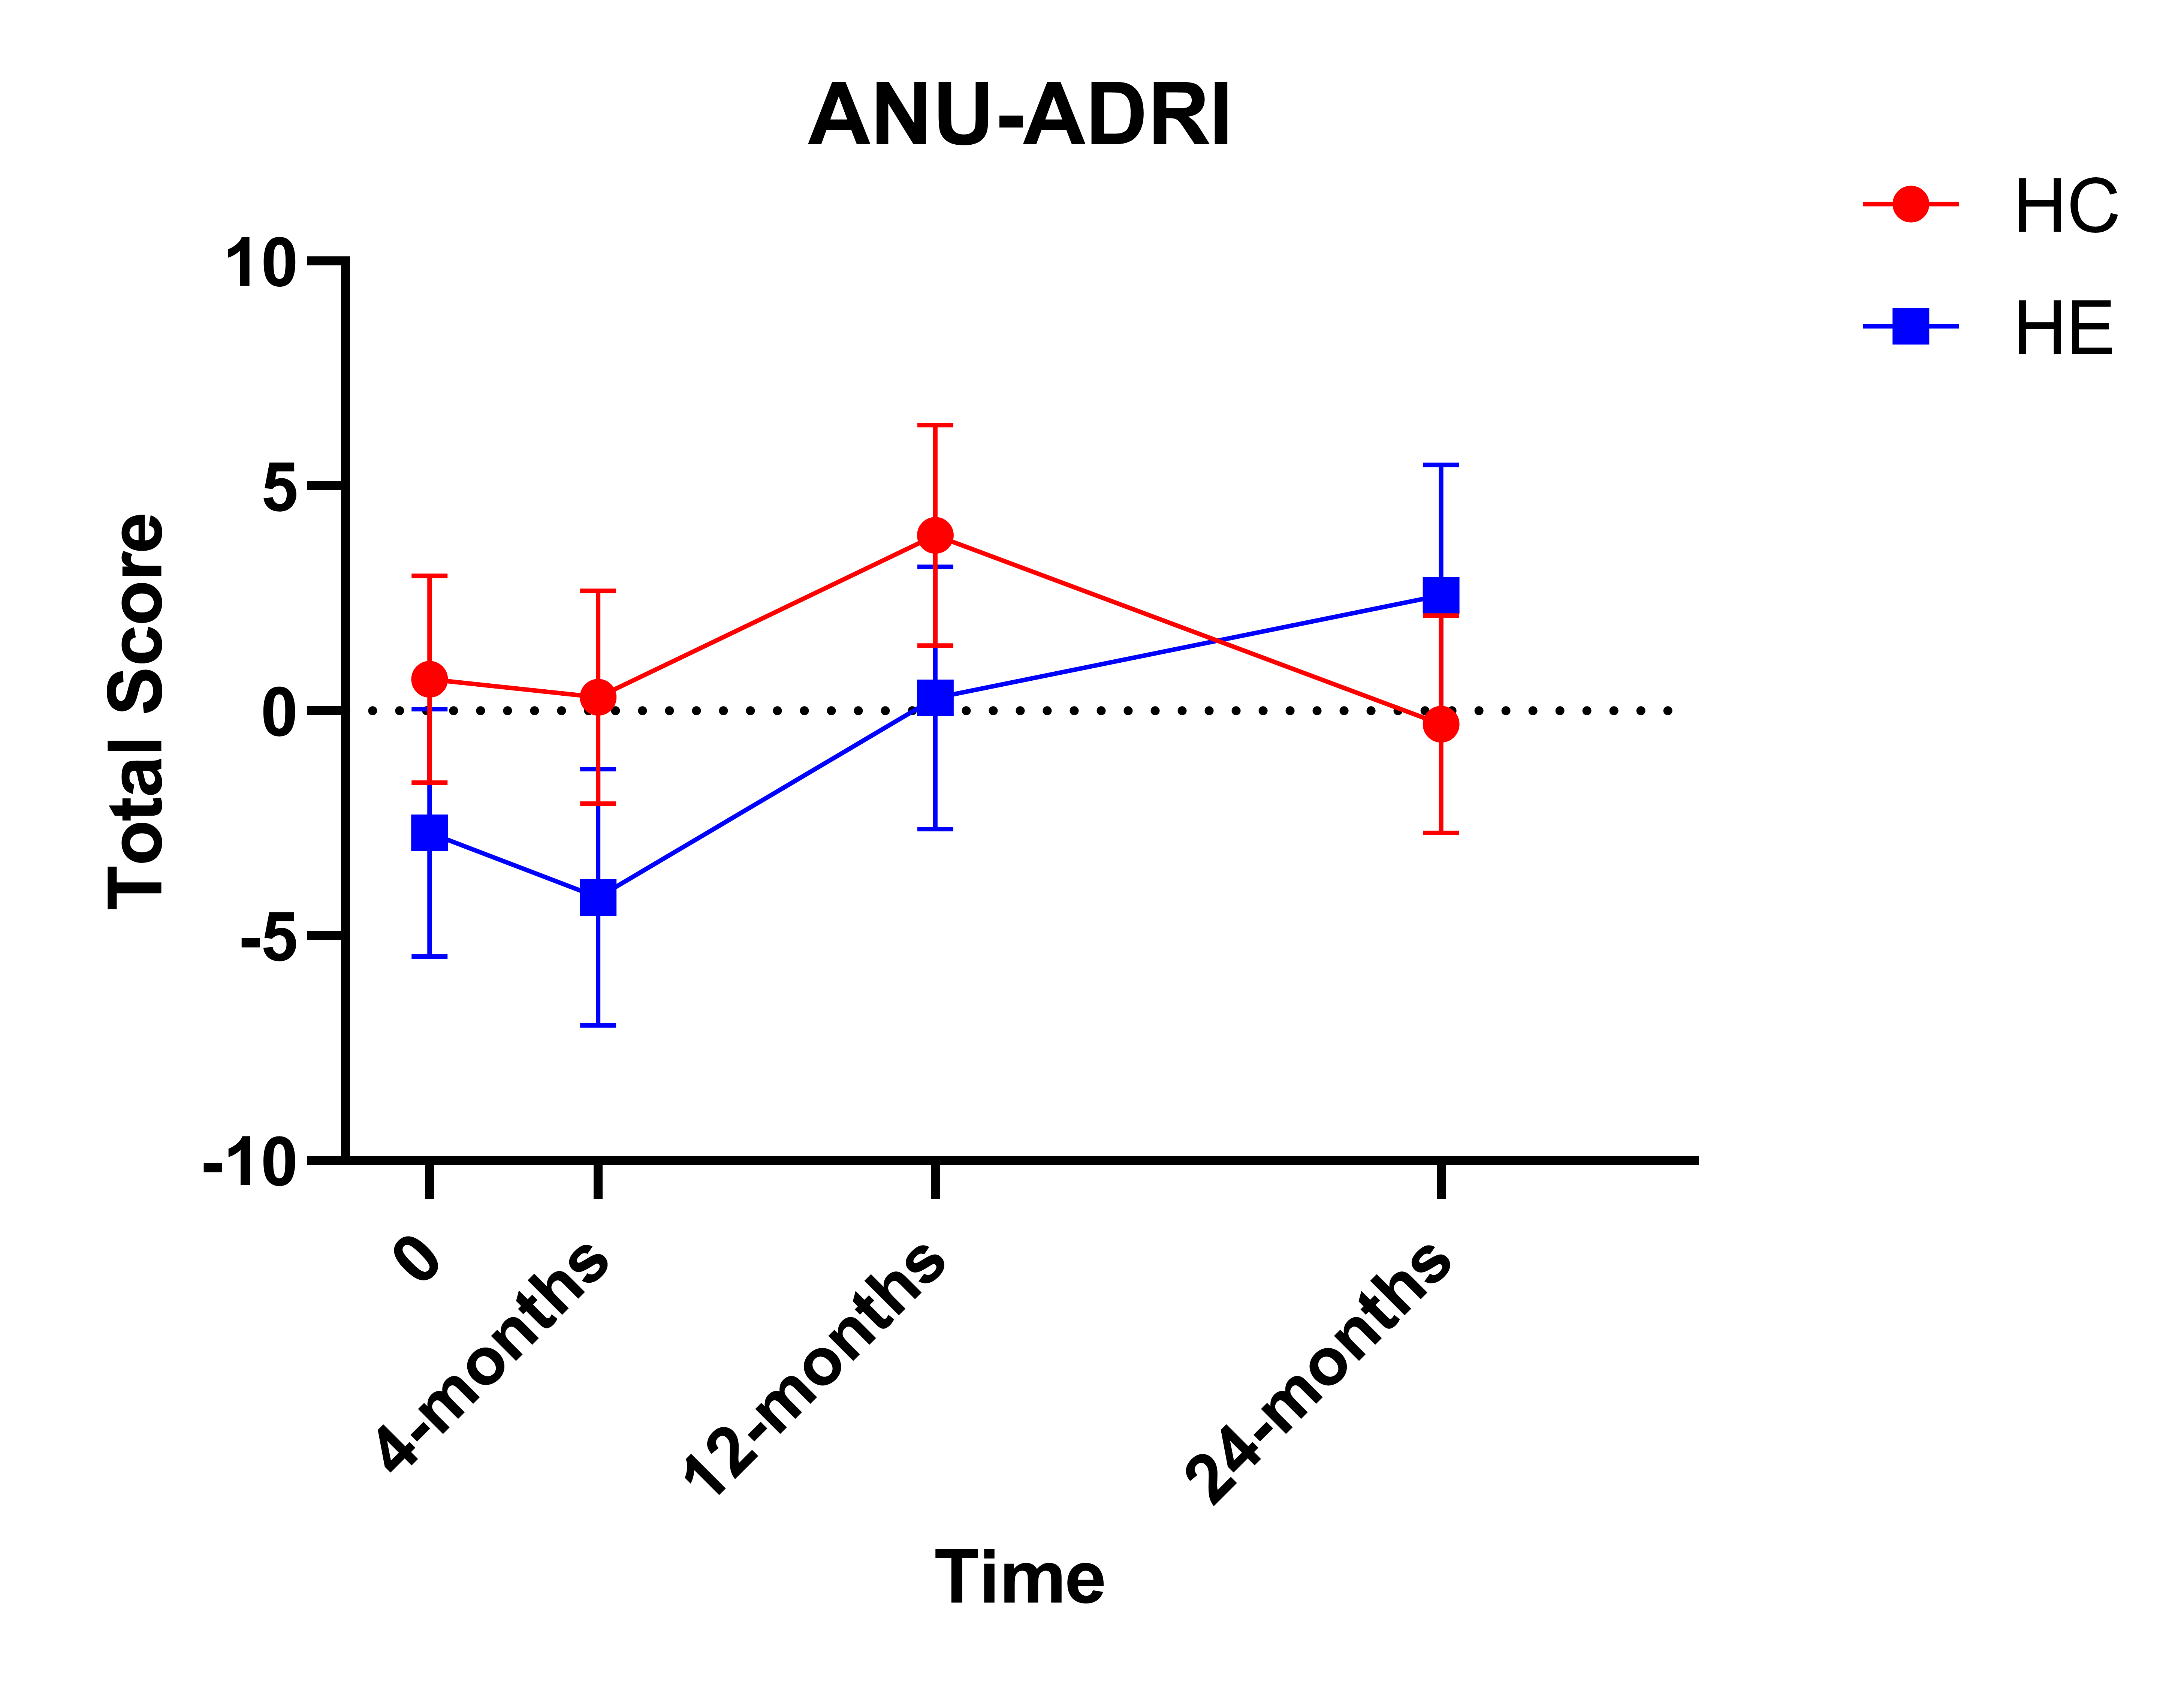 ANU-ADRI
HC
HE
Total Score
10
5
0
-5
-10
0
4-months
12-months
24-months
Time